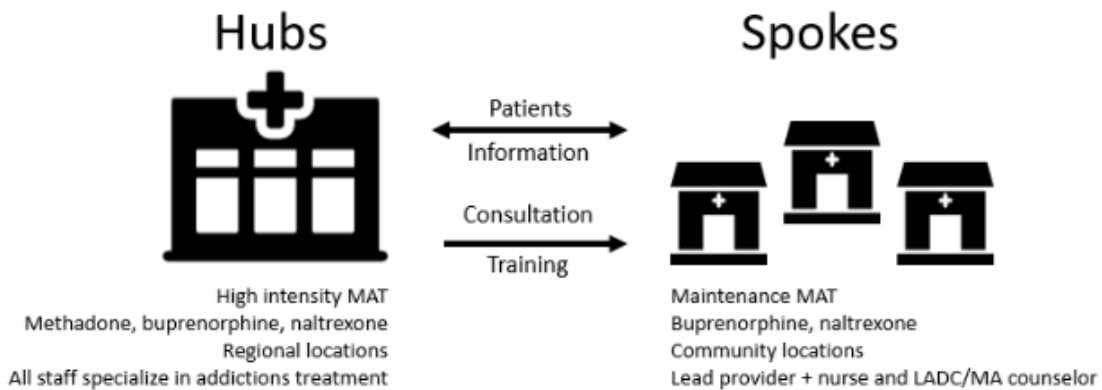 Hubs
Spokes
Patients
Information
Consultation
Training
High intensity MAT
Methadone, buprenorphine, naltrexone
Regional locations
All staff specialize in addictions treatment
Maintenance MAT
Buprenorphine, naltrexone
Community locations
Lead provider + nurse and LADC/MA counselor